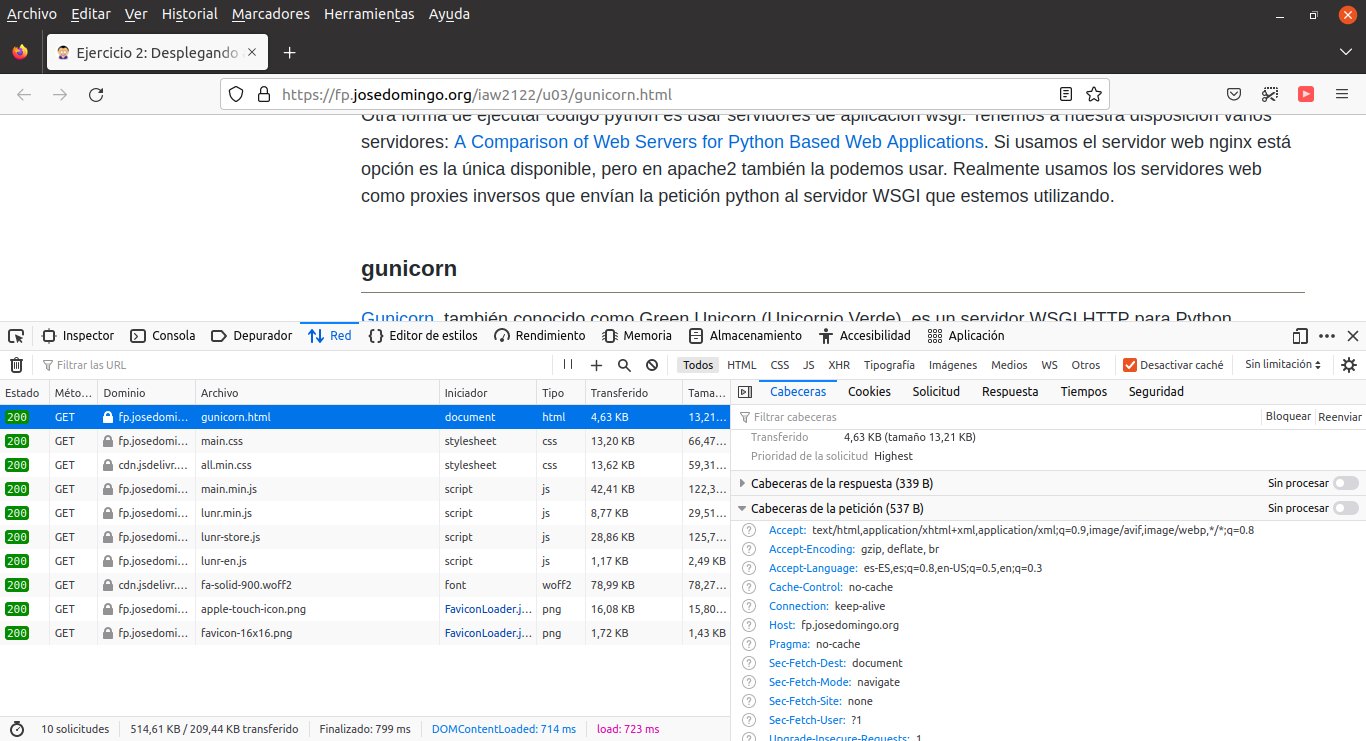 Archivo Editar Ver Historial Marcadores Herramientas Ayuda
Ejercicio 2: Desplegando
https://fp.josedomingo.org/iaw2122/u03/gunicorn.html
Otra forma de ejecutar código python es usar servidores de aplicación wsgi. Tenemos a nuestra disposición varios
servidores: A Comparison of Web Servers for Python Based Web Applications. Si usamos el servidor web nginx está
opción es la única disponible, pero en apache2 también la podemos usar. Realmente usamos los servidores web
como proxies inversos que envían la petición python al servidor WSGI que estemos utilizando.
gunicorn
Gunicorn, también conocido como Green Unicorn (Unicornio Verde), es un servidor WSGI HTTP para Python
Inspector Consola Depurador Red Editor de estilos Rendimiento Memoria Almacenamiento Accesibilidad Aplicación
Filtrar las URL Todos HTML CSS JS XHR Tipografía Imágenes Medios WS Otros Desactivar caché Sin limitación
Estado Méto... Dominio Archivo Iniciador Tipo Transferido Tama...
200 GET fp.josedomi... gunicorn.html document html 4,63 KB 13,21...
200 GET fp.josedomi... main.css stylesheet css 13,20 KB 66,47...
200 GET cdn.jsdelivr.... all.min.css stylesheet css 13,62 KB 59,31...
200 GET fp.josedomi... main.min.js script js 42,41 KB 122,3...
200 GET fp.josedomi... lunr.min.js script js 8,77 KB 29,51...
200 GET fp.josedomi... lunr-store.js script js 28,86 KB 125,7...
200 GET fp.josedomi... lunr-en.js script js 1,17 KB 2,49 KB
200 GET cdn.jsdelivr.... fa-solid-900.woff2 font woff2 78,99 KB 78,27...
200 GET fp.josedomi... apple-touch-icon.png FaviconLoader.j... png 16,08 KB 15,80...
200 GET fp.josedomi... favicon-16x16.png FaviconLoader.j... png 1,72 KB 1,43 KB
10 solicitudes 514,61 KB / 209,44 KB transferido Finalizado: 799 ms DOMContentLoaded: 714 ms load: 723 ms
Cabeceras Cookies Solicitud Respuesta Tiempos Seguridad
Filtrar cabeceras Bloquear Reenviar
Transferido 4,63 KB (tamaño 13,21 KB)
Prioridad de la solicitud Highest
Cabeceras de la respuesta (339 B) Sin procesar
Cabeceras de la petición (537 B) Sin procesar
Accept: text/html,application/xhtml+xml,application/xml;q=0.9,image/avif,image/webp,*/*;q=0.8
Accept-Encoding: gzip, deflate, br
Accept-Language: es-ES,es;q=0.8,en-US;q=0.5,en;q=0.3
Cache-Control: no-cache
Connection: keep-alive
Host: fp.josedomingo.org
Pragma: no-cache
Sec-Fetch-Dest: document
Sec-Fetch-Mode: navigate
Sec-Fetch-Site: none
Sec-Fetch-User: ?1
Upgrade-Insecure-Requests: 1